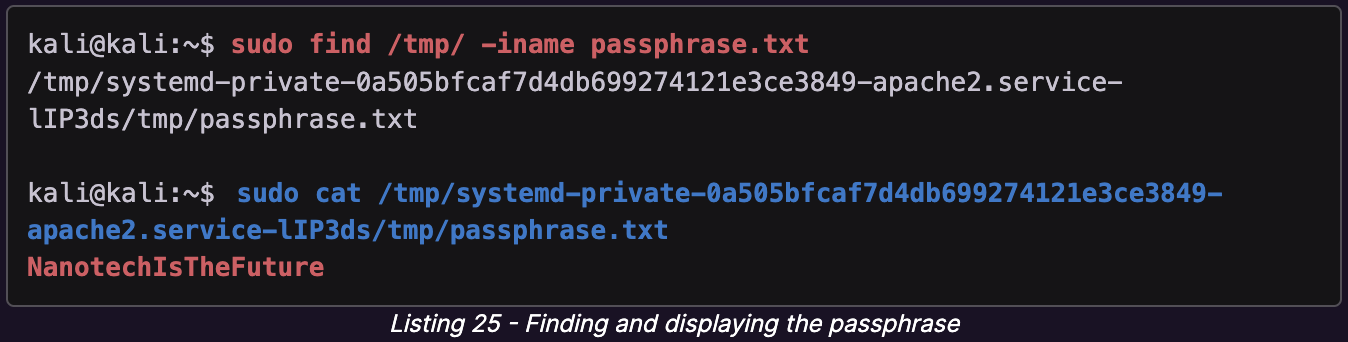 kali@kali:~$ sudo find /tmp/ -iname passphrase.txt
/tmp/systemd-private-0a505bfcaf7d4db699274121e3ce3849-apache2.service-
lIP3ds/tmp/passphrase.txt
kali@kali:~$ sudo cat /tmp/systemd-private-0a505bfcaf7d4db699274121e3ce3849-
apache2.service-lIP3ds/tmp/passphrase.txt
NanotechIsTheFuture
Listing 25 - Finding and displaying the passphrase